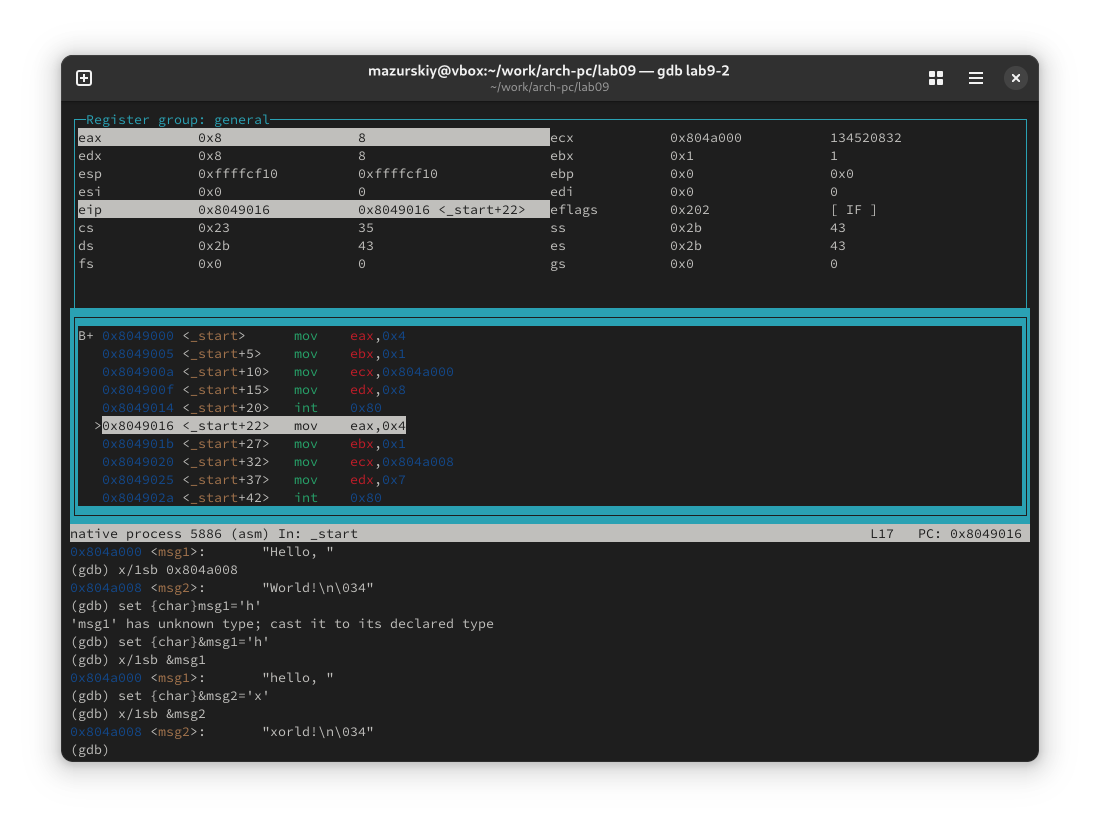 mazurskiy@vbox:~/work/arch-pc/lab09 — gdb lab9-2
~/work/arch-pc/lab09
Register group: general
eax 0x8 8 ecx 0x804a000 134520832
edx 0x8 8 ebx 0x1 1
esp 0xffffcf10 0xffffcf10 ebp 0x0 0x0
esi 0x0 0 edi 0x0 0
eip 0x8049016 0x8049016 <_start+22> eflags 0x202 [ IF ]
cs 0x23 35 ss 0x2b 43
ds 0x2b 43 es 0x2b 43
fs 0x0 0 gs 0x0 0
B+ 0x8049000 <_start> mov eax,0x4
0x8049005 <_start+5> mov ebx,0x1
0x804900a <_start+10> mov ecx,0x804a000
0x804900f <_start+15> mov edx,0x8
0x8049014 <_start+20> int 0x80
>0x8049016 <_start+22> mov eax,0x4
0x804901b <_start+27> mov ebx,0x1
0x8049020 <_start+32> mov ecx,0x804a008
0x8049025 <_start+37> mov edx,0x7
0x804902a <_start+42> int 0x80
native process 5886 (asm) In: _start L17 PC: 0x8049016
0x804a000 <msg1>: "Hello, "
(gdb) x/1sb 0x804a008
0x804a008 <msg2>: "World!\n\034"
(gdb) set {char}msg1='h'
'msg1' has unknown type; cast it to its declared type
(gdb) set {char}&msg1='h'
(gdb) x/1sb &msg1
0x804a000 <msg1>: "hello, "
(gdb) set {char}&msg2='x'
(gdb) x/1sb &msg2
0x804a008 <msg2>: "xorld!\n\034"
(gdb)